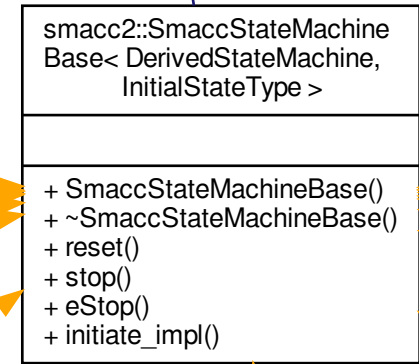 smacc2::SmaccStateMachine
Base< DerivedStateMachine,
InitialStateType >
+ SmaccStateMachineBase()
+ ~SmaccStateMachineBase()
+ reset()
+ stop()
+ eStop()
+ initiate_impl()